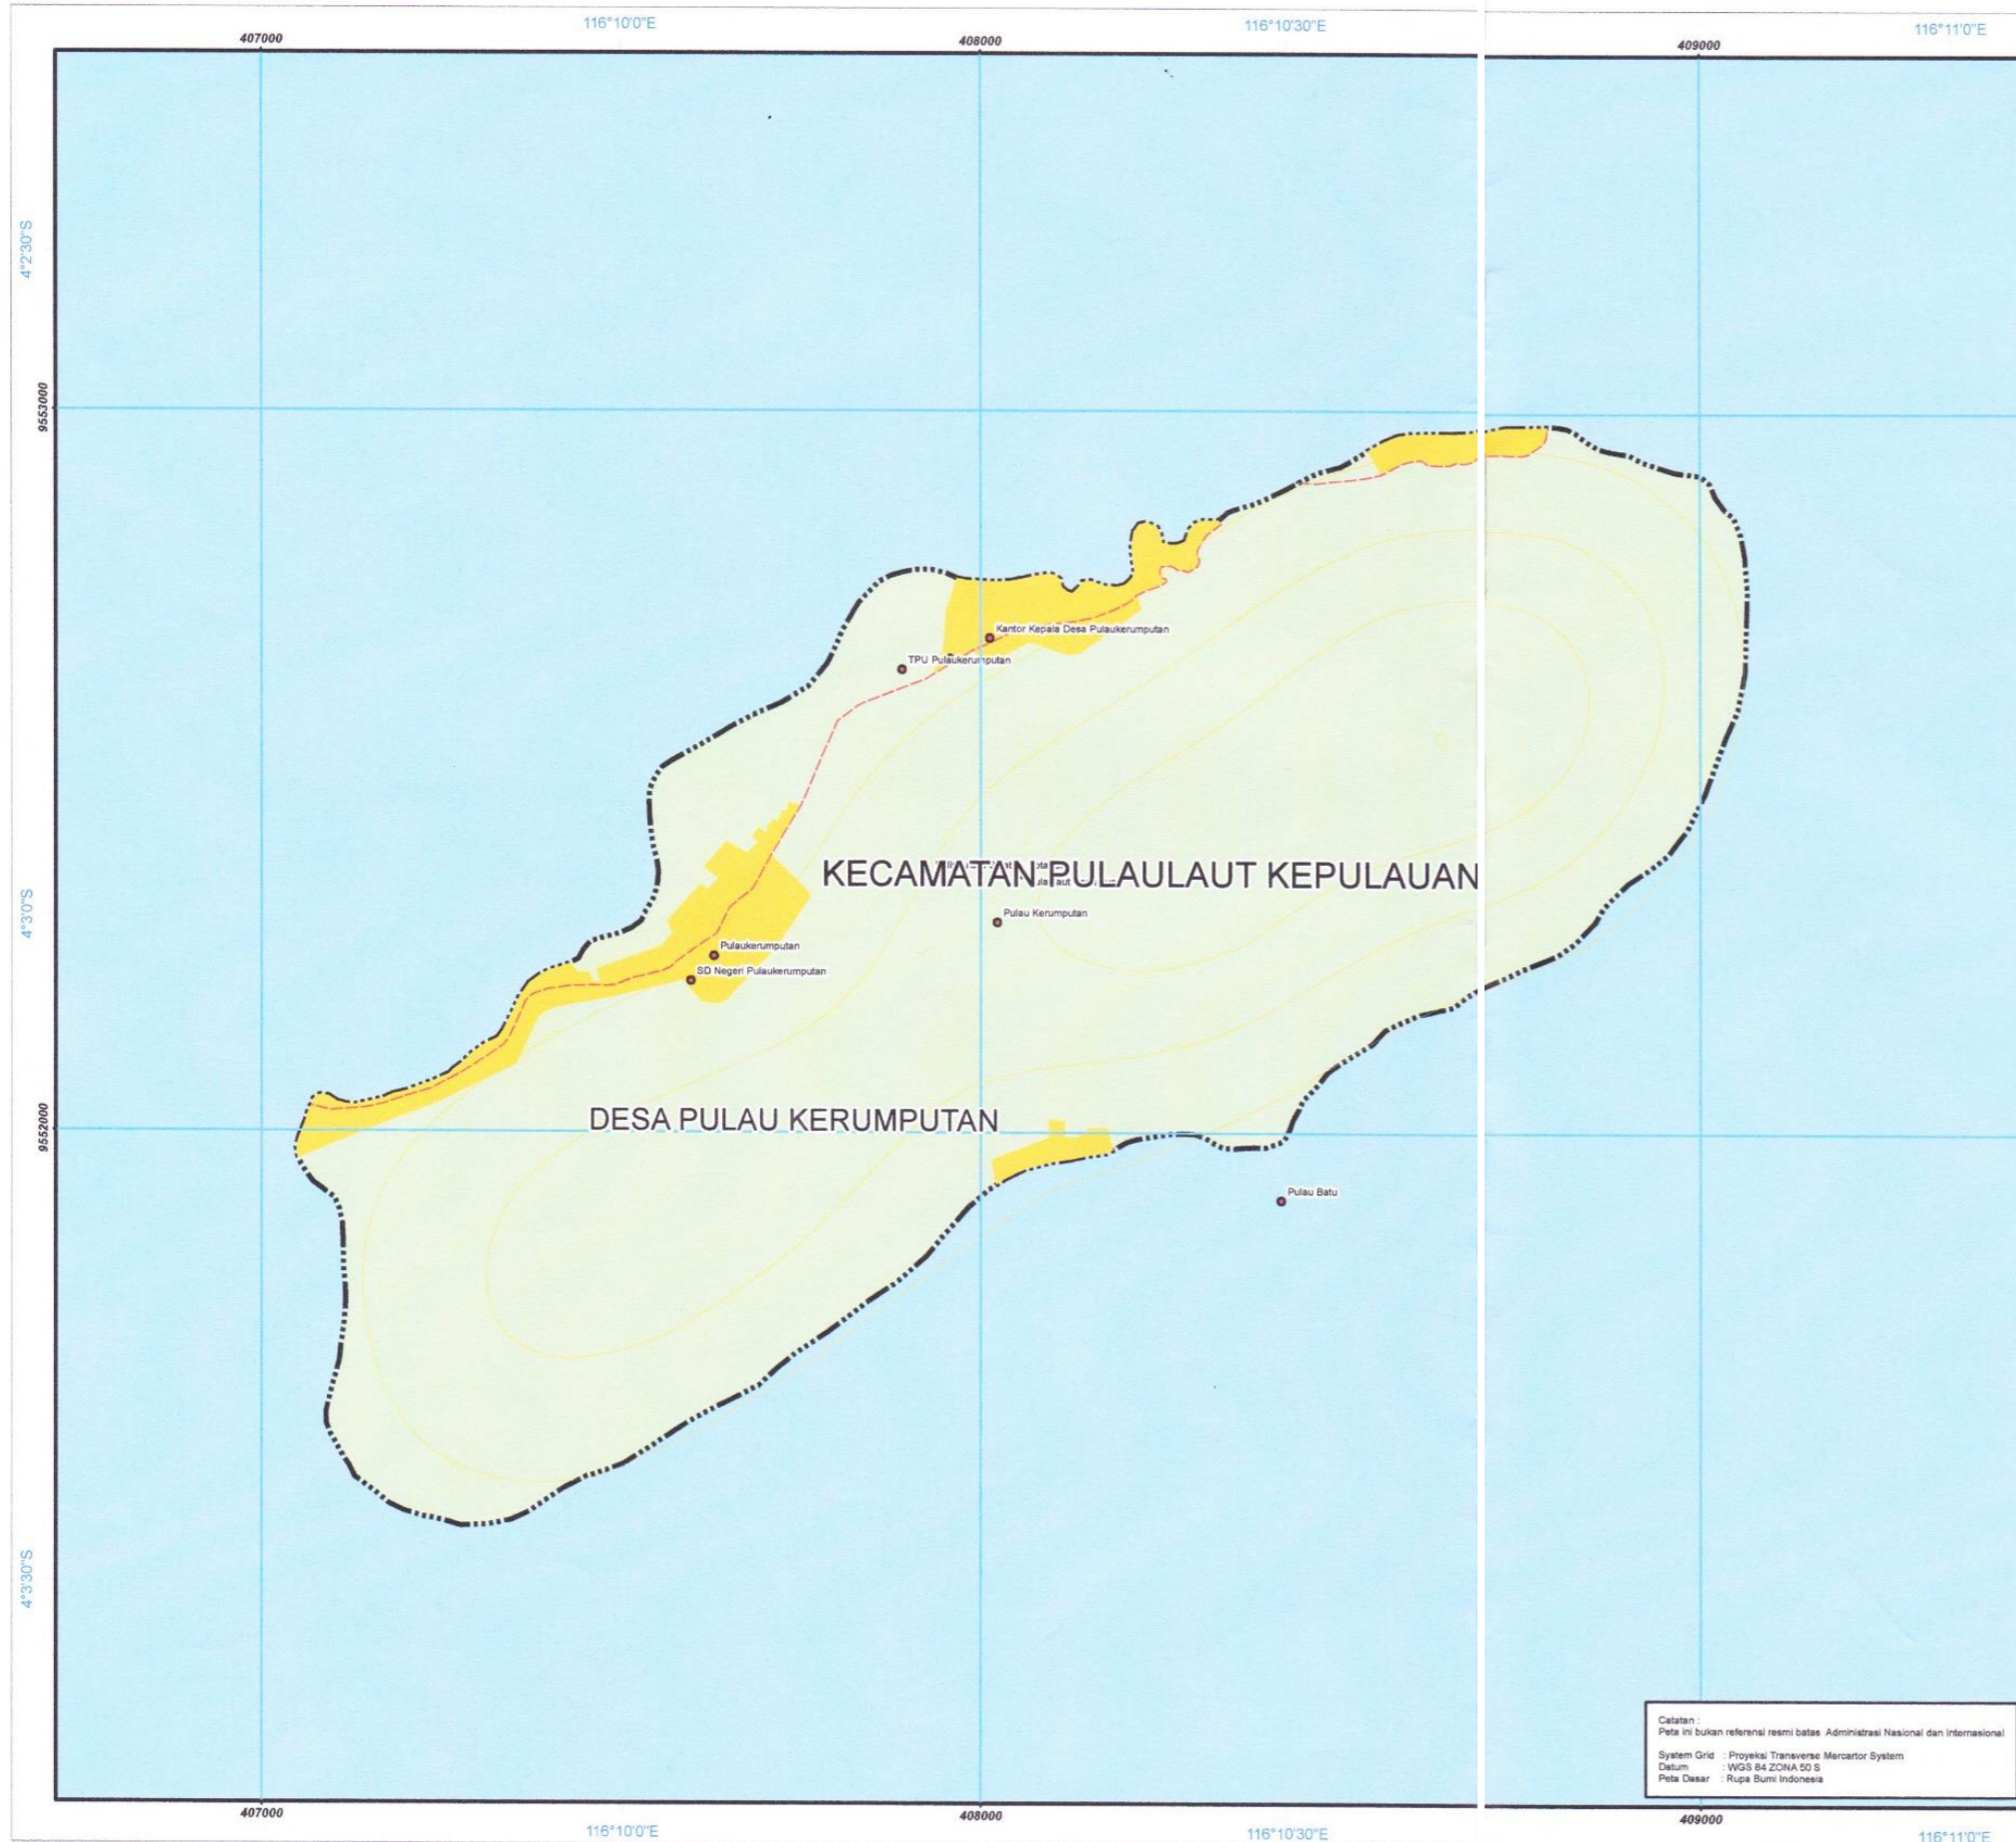 116°10'0"E
116°10'30"E
116°11'0"E
407000
408000
409000
4°2'30"S
9553000
Kantor Kepala Desa Pulaukerumputan
TPU Pulaukerumputan
KECAMATAN PULAULAUT KEPULAUAN
4°3'0"S
Pulau Kerumputan
Pulaukerumputan
SD Negeri Pulaukerumputan
9552000
DESA PULAU KERUMPUTAN
Pulau Batu
4°3'30"S
Catatan :
Peta ini bukan referensi resmi batas Administrasi Nasional dan Internasional
System Grid : Proyeksi Transverse Mercartor System
Datum : WGS 84 ZONA 50 S
Peta Dasar : Rupa Bumi Indonesia
407000
408000
409000
116°10'0"E
116°10'30"E
116°11'0"E